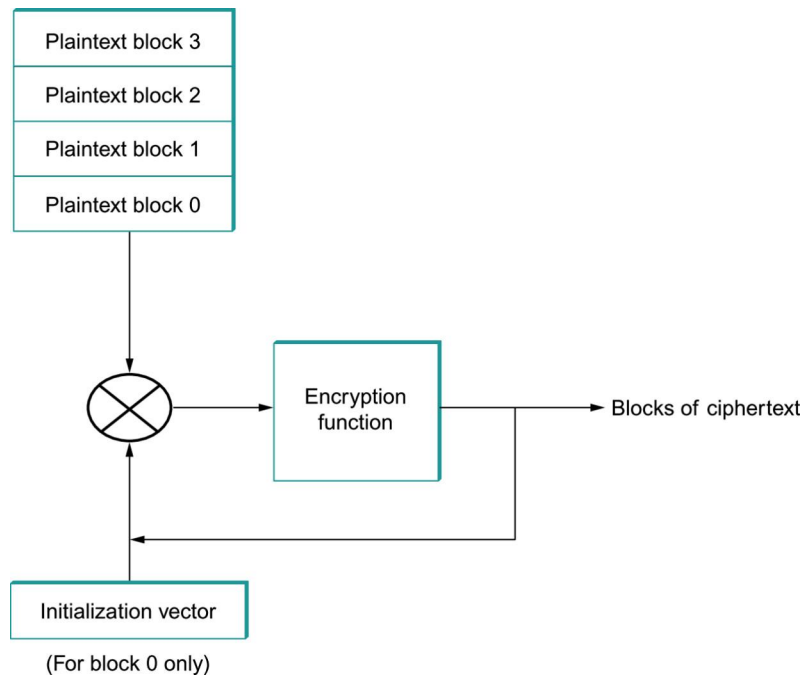 Plaintext block 3
Plaintext block 2
Plaintext block 1
Plaintext block 0
Encryption
function
Blocks of ciphertext
Initialization vector
(For block 0 only)